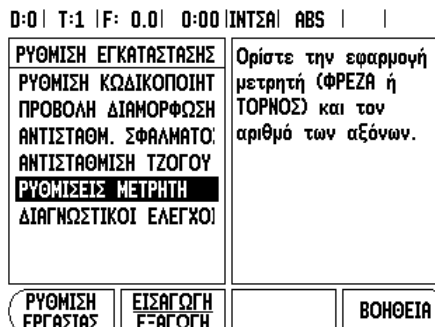 D:0 T:1 F: 0.0 0:00 ΙΝΤΣΑ ABS
ΡΥΘΜΙΣΗ ΕΓΚΑΤΑΣΤΑΣΗΣ
ΡΥΘΜΙΣΗ ΚΩΔΙΚΟΠΟΙΗΤ
ΠΡΟΒΟΛΗ ΔΙΑΜΟΡΦΩΣΗ
ΑΝΤΙΣΤΑΘΜ. ΣΦΑΛΜΑΤΟ
ΑΝΤΙΣΤΑΘΜΙΣΗ ΤΖΟΓΟΥ
ΡΥΘΜΙΣΕΙΣ ΜΕΤΡΗΤΗ
ΔΙΑΓΝΩΣΤΙΚΟΙ ΕΛΕΓΧΟ
Ορίστε την εφαρμογή
μετρητή (ΦΡΕΖΑ ή
ΤΟΡΝΟΣ) και τον
αριθμό των αξόνων.
ΡΥΘΜΙΣΗ
ΕΡΓΑΣΙΑΣ
ΕΙΣΑΓΩΓΗ
ΕΞΑΓΩΓΗ
ΒΟΗΘΕΙΑ